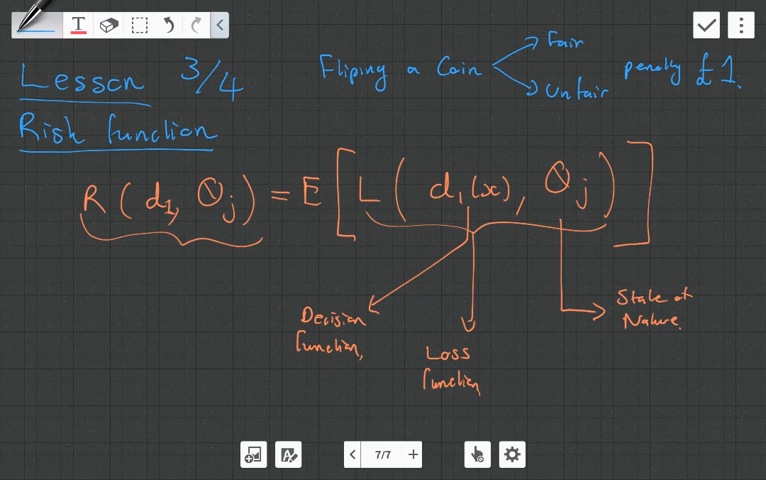 T
Lesson 3/4
Fliping a Coin
Fair
Unfair
penalty £1.
Risk function
R(d₁, θj) = E[L(d₁(x), θj)]
Decision function,
Loss function
State of Nature.
7/7